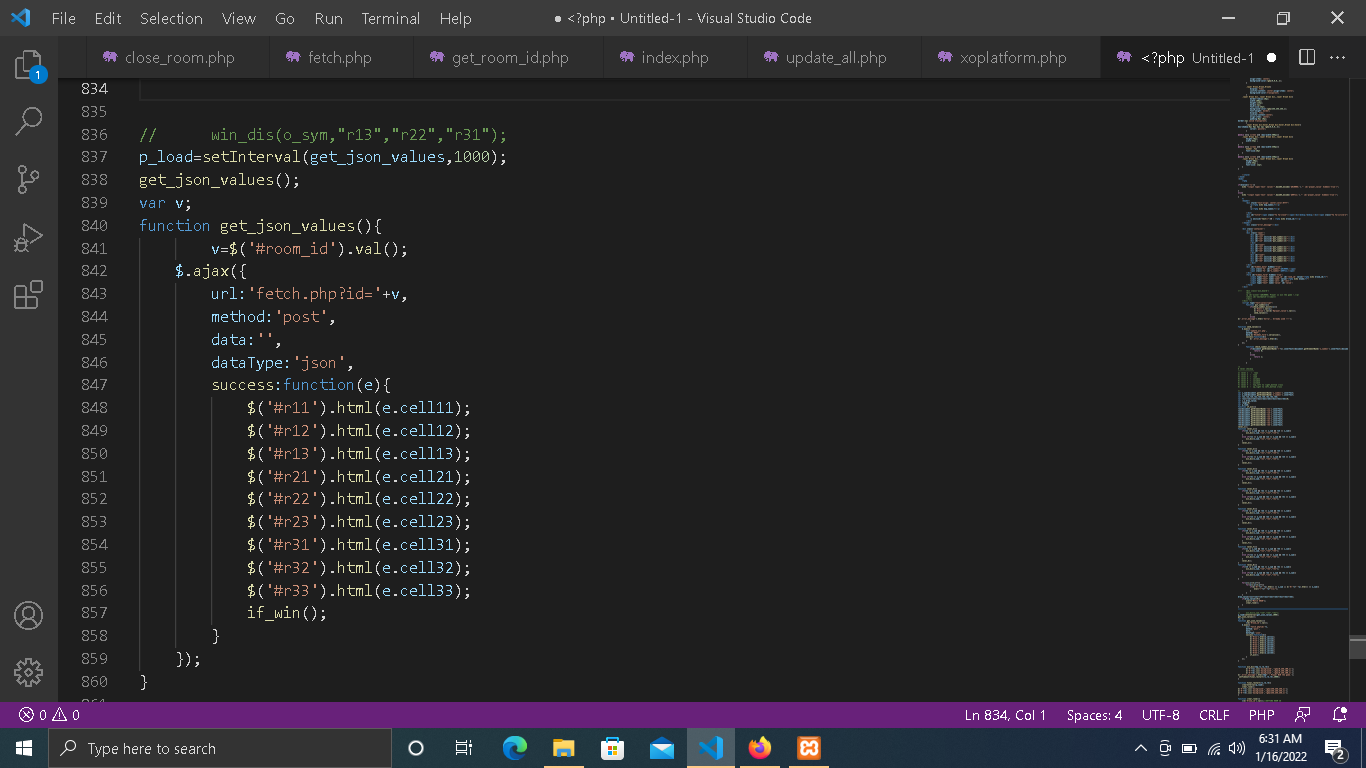 File Edit Selection View Go Run Terminal Help ● <?php • Untitled-1 - Visual Studio Code
close_room.php fetch.php get_room_id.php index.php update_all.php xoplatform.php <?php Untitled-1 ●
1
834
835
836 // win_dis(o_sym,"r13","r22","r31");
837 p_load=setInterval(get_json_values,1000);
838 get_json_values();
839 var v;
840 function get_json_values(){
841 v=$('#room_id').val();
842 $.ajax({
843 url:'fetch.php?id='+v,
844 method:'post',
845 data:'',
846 dataType:'json',
847 success:function(e){
848 $('#r11').html(e.cell11);
849 $('#r12').html(e.cell12);
850 $('#r13').html(e.cell13);
851 $('#r21').html(e.cell21);
852 $('#r22').html(e.cell22);
853 $('#r23').html(e.cell23);
854 $('#r31').html(e.cell31);
855 $('#r32').html(e.cell32);
856 $('#r33').html(e.cell33);
857 if_win();
858 }
859 });
860 }
0 0 Ln 834, Col 1 Spaces: 4 UTF-8 CRLF PHP
Type here to search
6:31 AM
1/16/2022
2